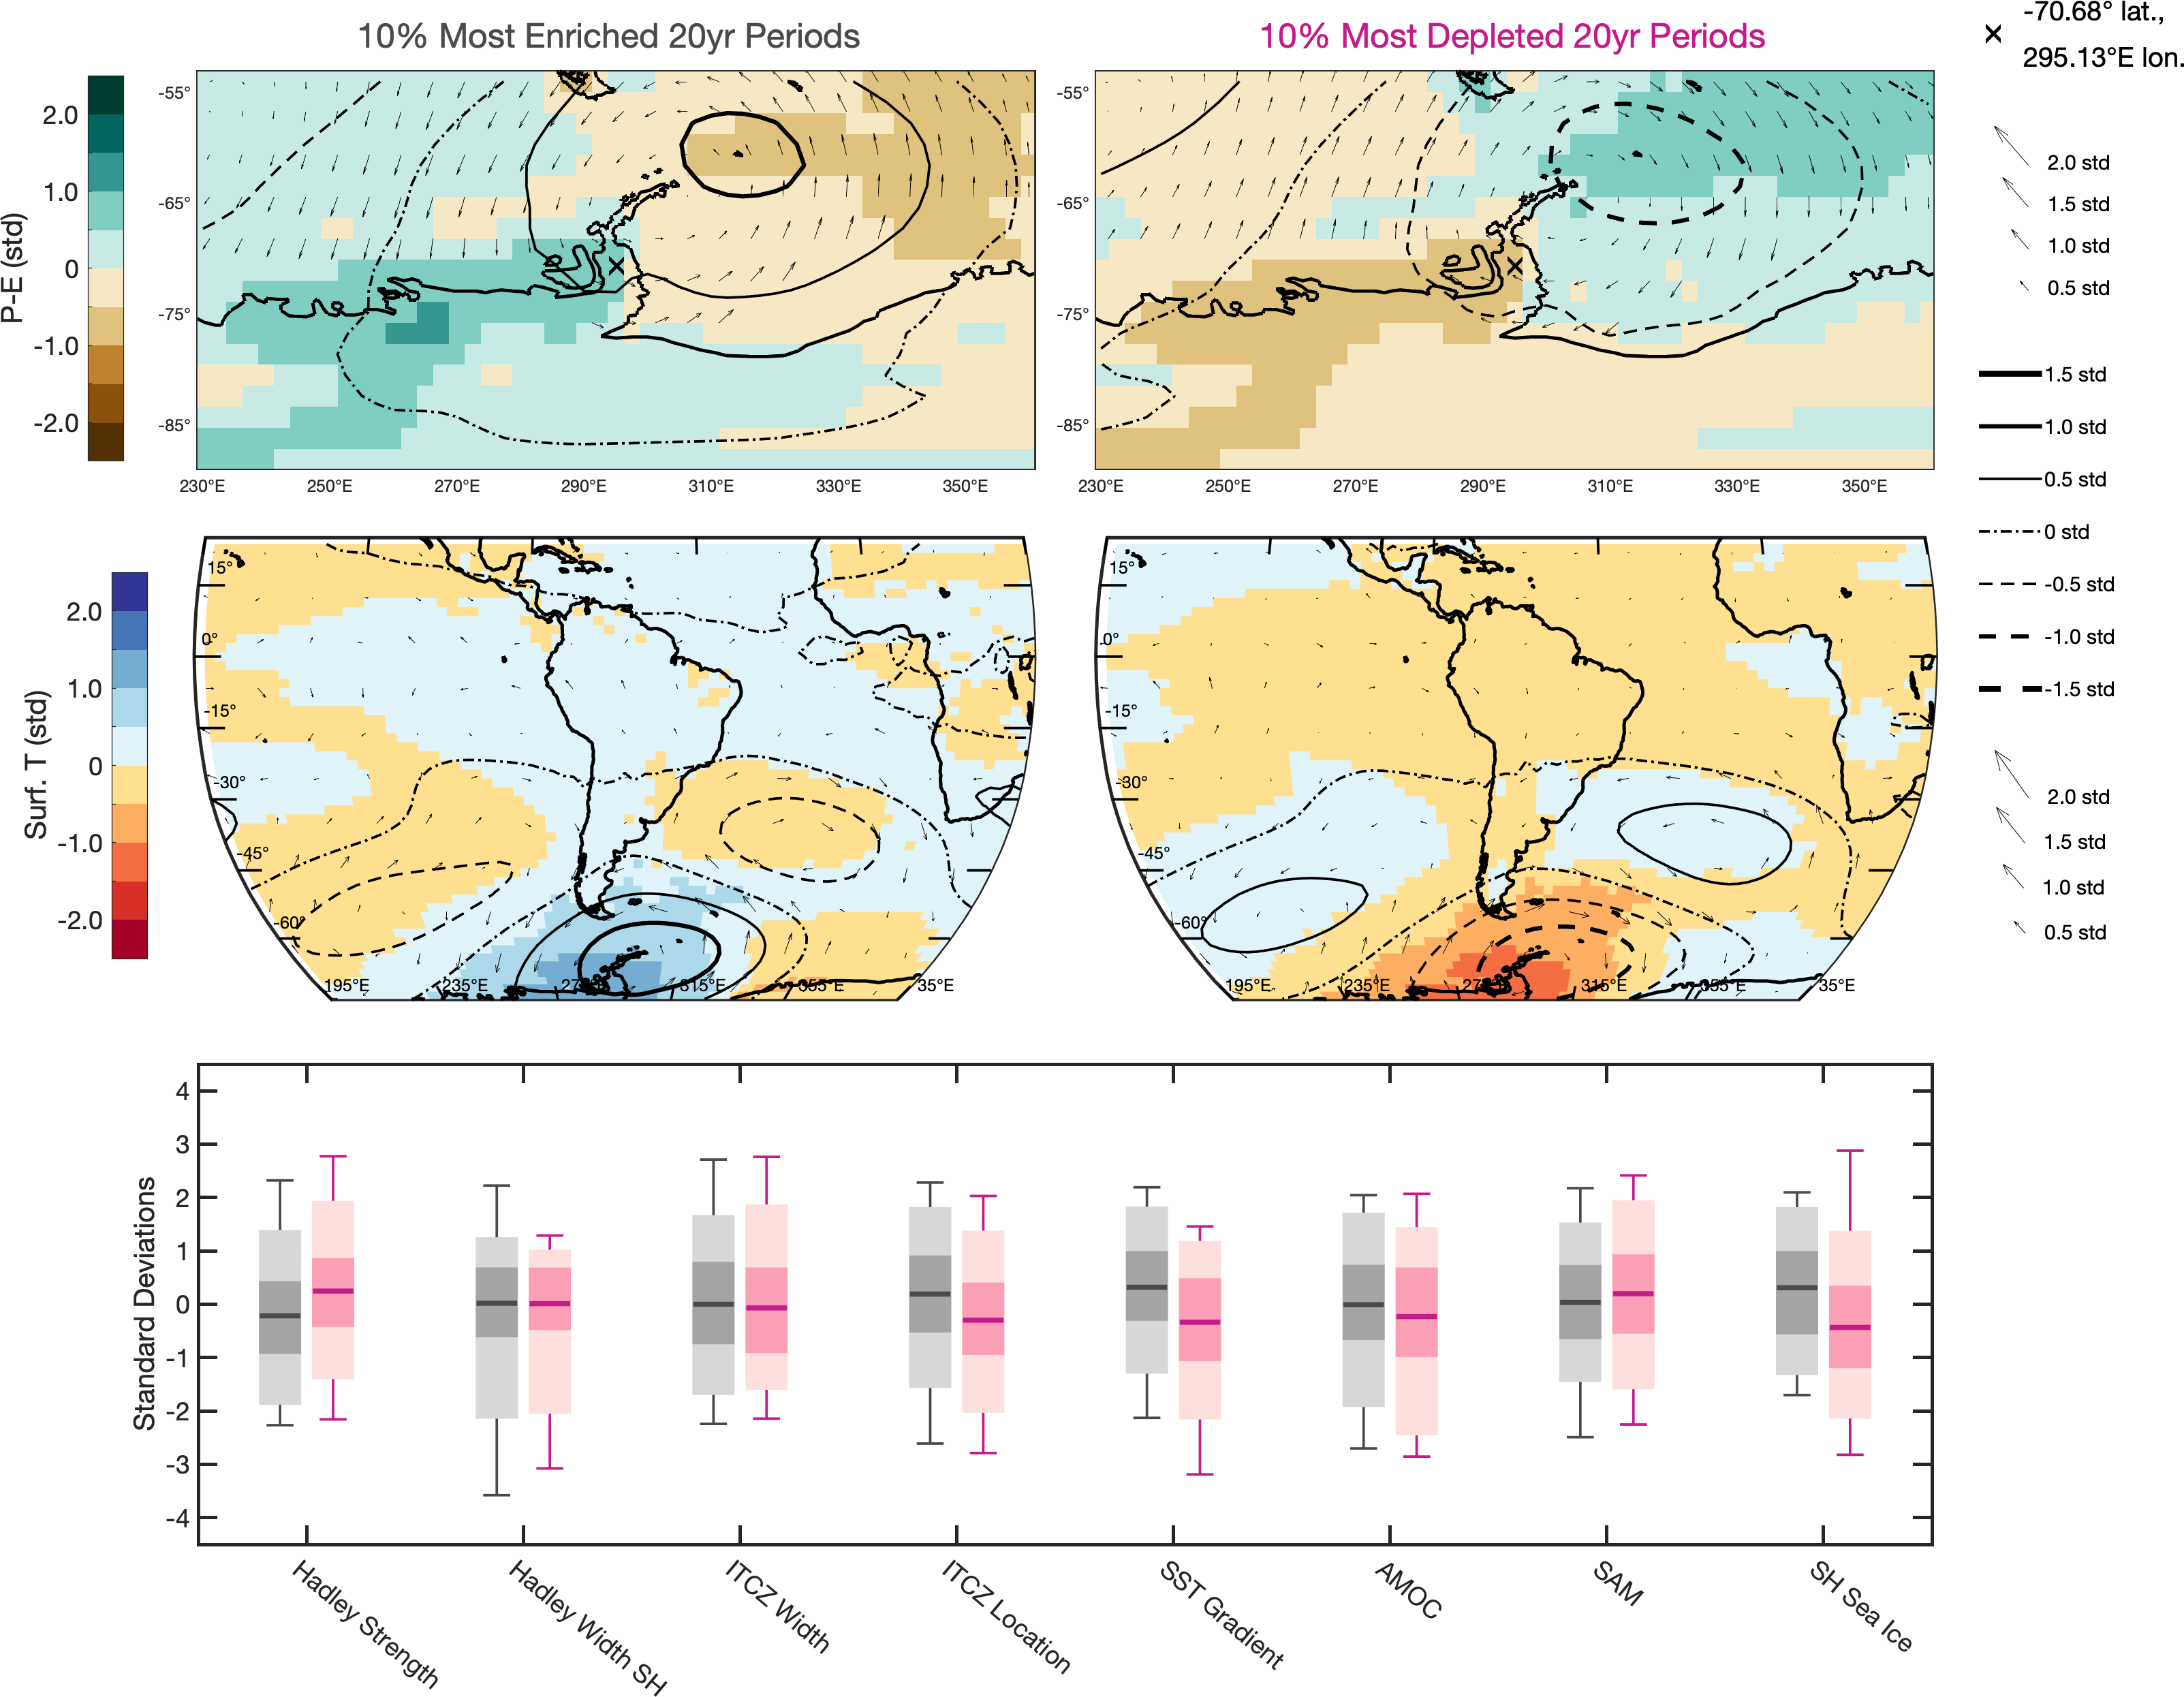 10% Most Enriched 20yr Periods
10% Most Depleted 20yr Periods
-70.68° lat.,
295.13°E lon.
P-E (std)
2.0
1.0
0
-1.0
-2.0
-55°
-65°
-75°
-85°
230°E 250°E 270°E 290°E 310°E 330°E 350°E
-55°
-65°
-75°
-85°
230°E 250°E 270°E 290°E 310°E 330°E 350°E
2.0 std
1.5 std
1.0 std
0.5 std
1.5 std
1.0 std
0.5 std
0 std
-0.5 std
-1.0 std
-1.5 std
Surf. T (std)
2.0
1.0
0
-1.0
-2.0
15°
0°
-15°
-30°
-45°
-60°
195°E 235°E 315°E 355°E 35°E
15°
0°
-15°
-30°
-45°
-60°
195°E 235°E 315°E 355°E 35°E
2.0 std
1.5 std
1.0 std
0.5 std
Standard Deviations
4
3
2
1
0
-1
-2
-3
-4
Hadley Strength
Hadley Width SH
ITCZ Width
ITCZ Location
SST Gradient
AMOC
SAM
SH Sea Ice